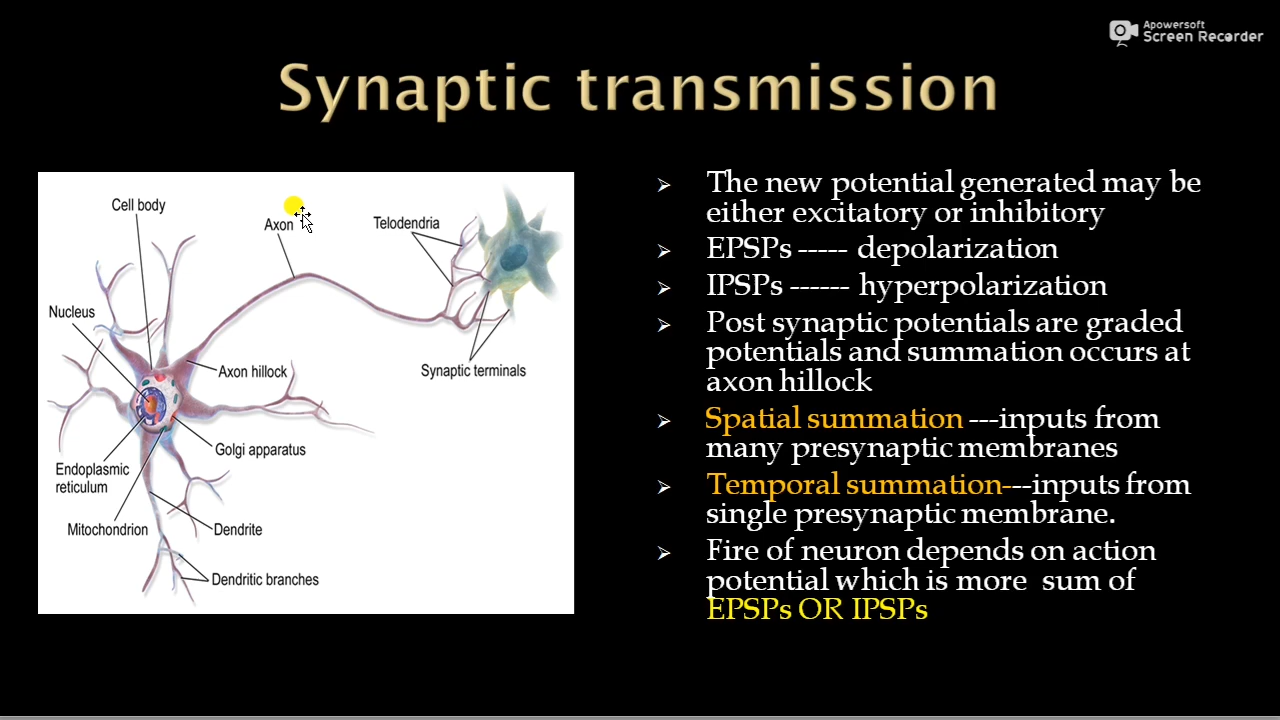 Apowersoft
Screen Recorder
Synaptic transmission
Cell body
Axon
Telodendria
Nucleus
Axon hillock
Synaptic terminals
Golgi apparatus
Endoplasmic
reticulum
Mitochondrion
Dendrite
Dendritic branches
The new potential generated may be
either excitatory or inhibitory
EPSPs ----- depolarization
IPSPs ------ hyperpolarization
Post synaptic potentials are graded
potentials and summation occurs at
axon hillock
Spatial summation ---inputs from
many presynaptic membranes
Temporal summation---inputs from
single presynaptic membrane.
Fire of neuron depends on action
potential which is more sum of
EPSPs OR IPSPs